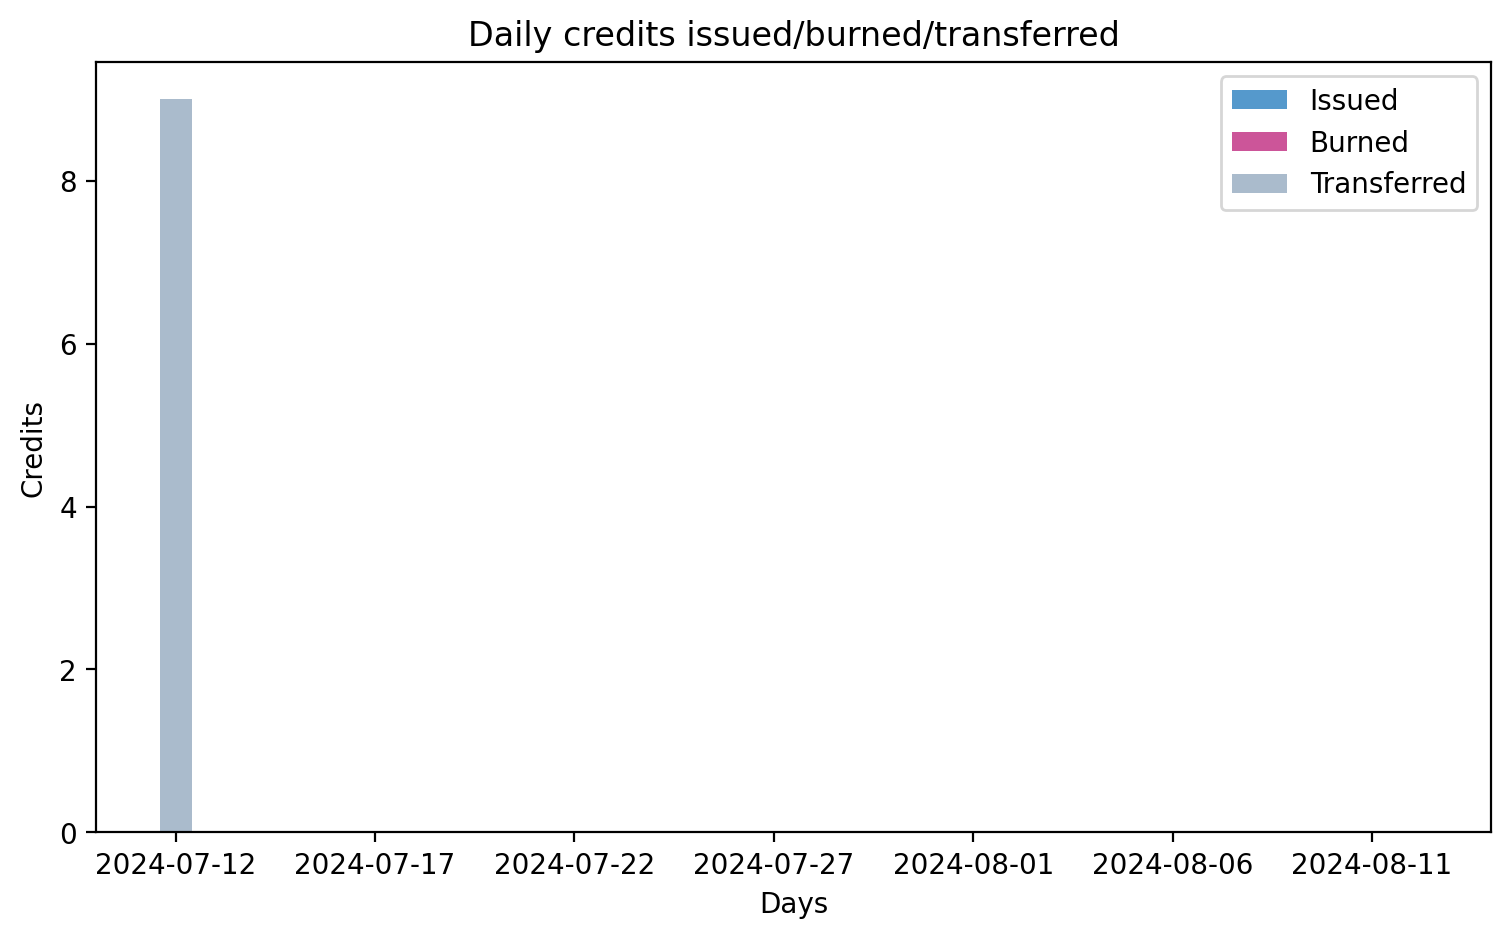 Daily credits issued/burned/transferred
Issued
Burned
Transferred
8
6
4
2
0
Credits
2024-07-12 2024-07-17 2024-07-22 2024-07-27 2024-08-01 2024-08-06 2024-08-11
Days